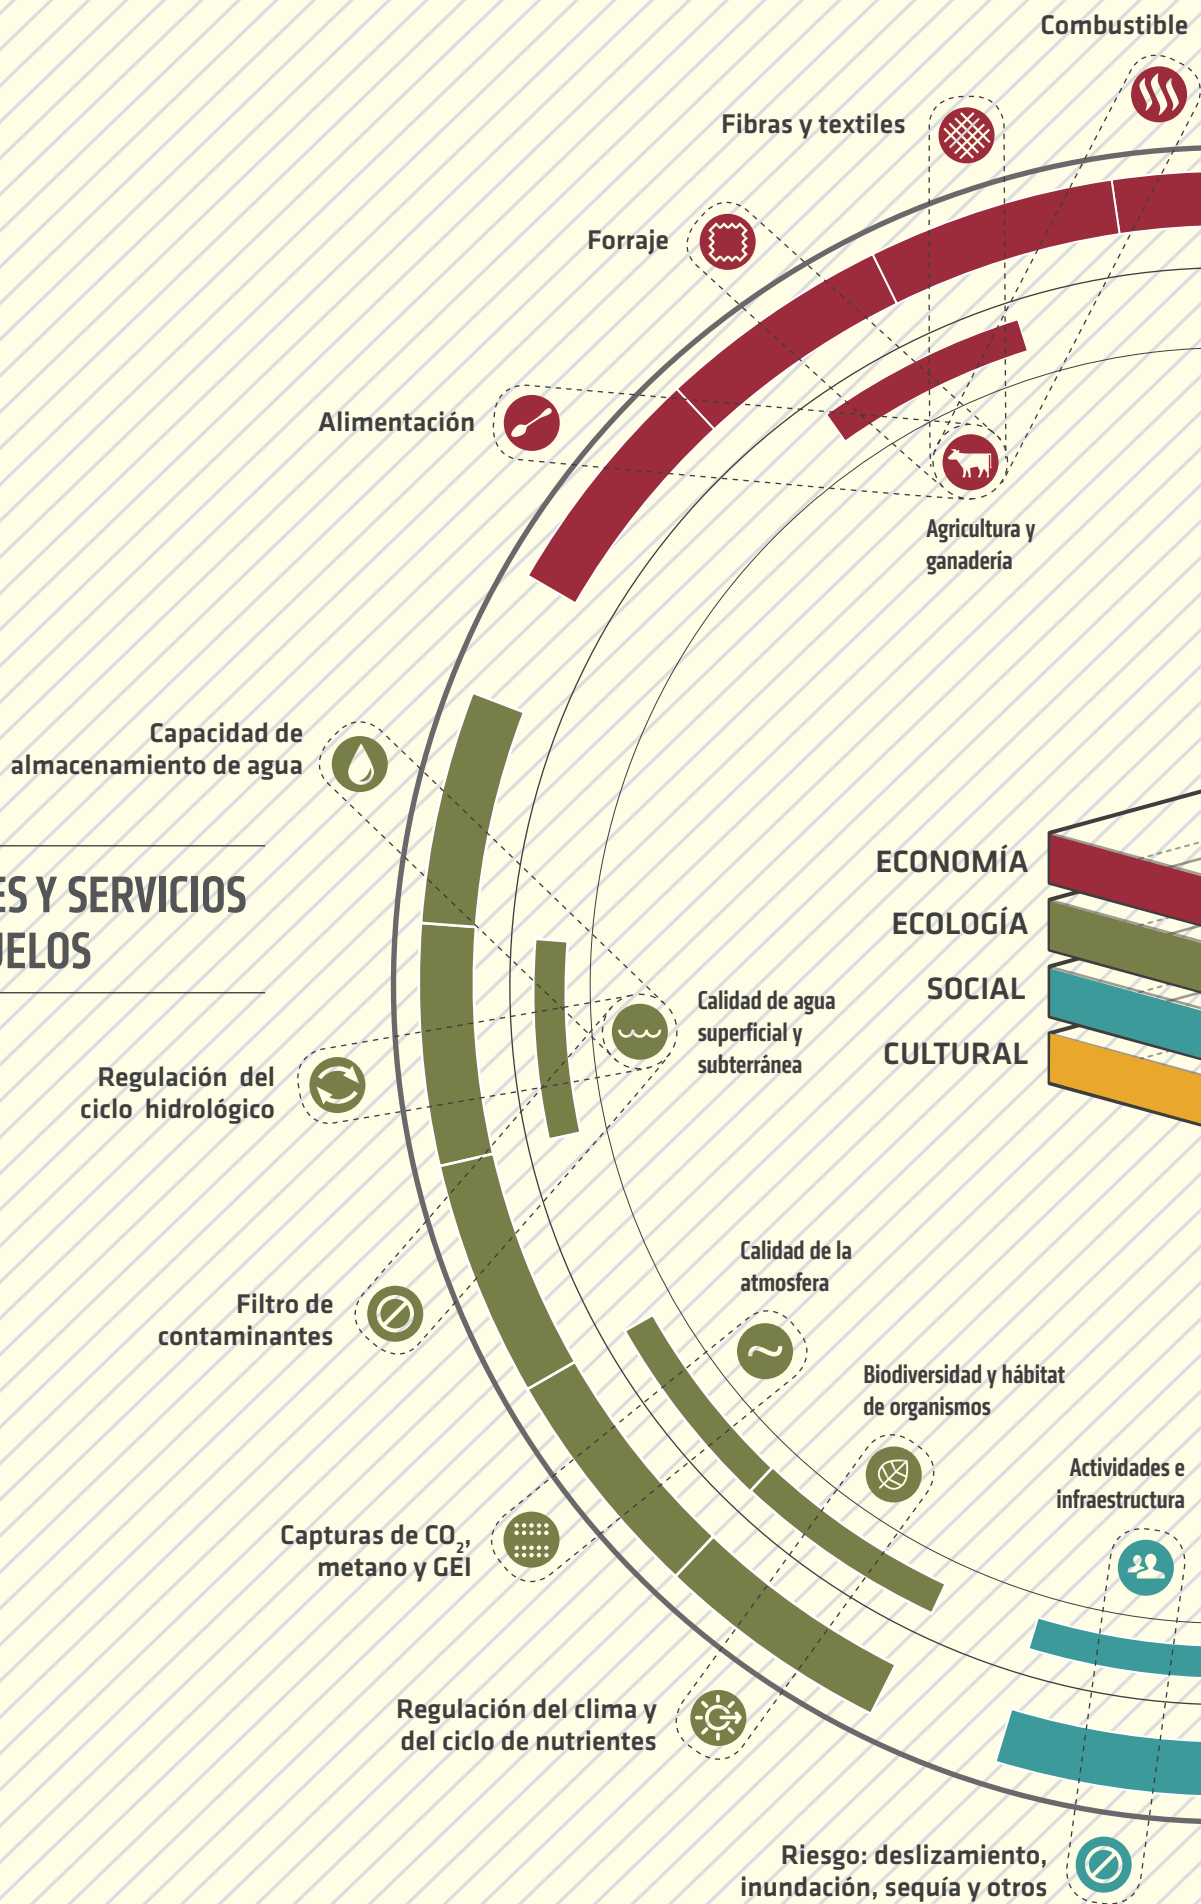 Combustible
Fibras y textiles
Forraje
Alimentación
Agricultura y
ganadería
Capacidad de
almacenamiento de agua
ES Y SERVICIOS
UELOS
ECONOMÍA
ECOLOGÍA
SOCIAL
CULTURAL
Calidad de agua
superficial y
subterránea
Regulación del
ciclo hidrológico
Calidad de la
atmosfera
Filtro de
contaminantes
Biodiversidad y hábitat
de organismos
Actividades e
infraestructura
Capturas de CO₂,
metano y GEI
Regulación del clima y
del ciclo de nutrientes
Riesgo: deslizamiento,
inundación, sequía y otros